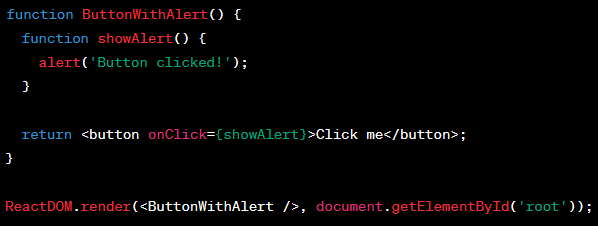 function ButtonWithAlert() {
  function showAlert() {
    alert('Button clicked!');
  }

  return <button onClick={showAlert}>Click me</button>;
}

ReactDOM.render(<ButtonWithAlert />, document.getElementById('root'));